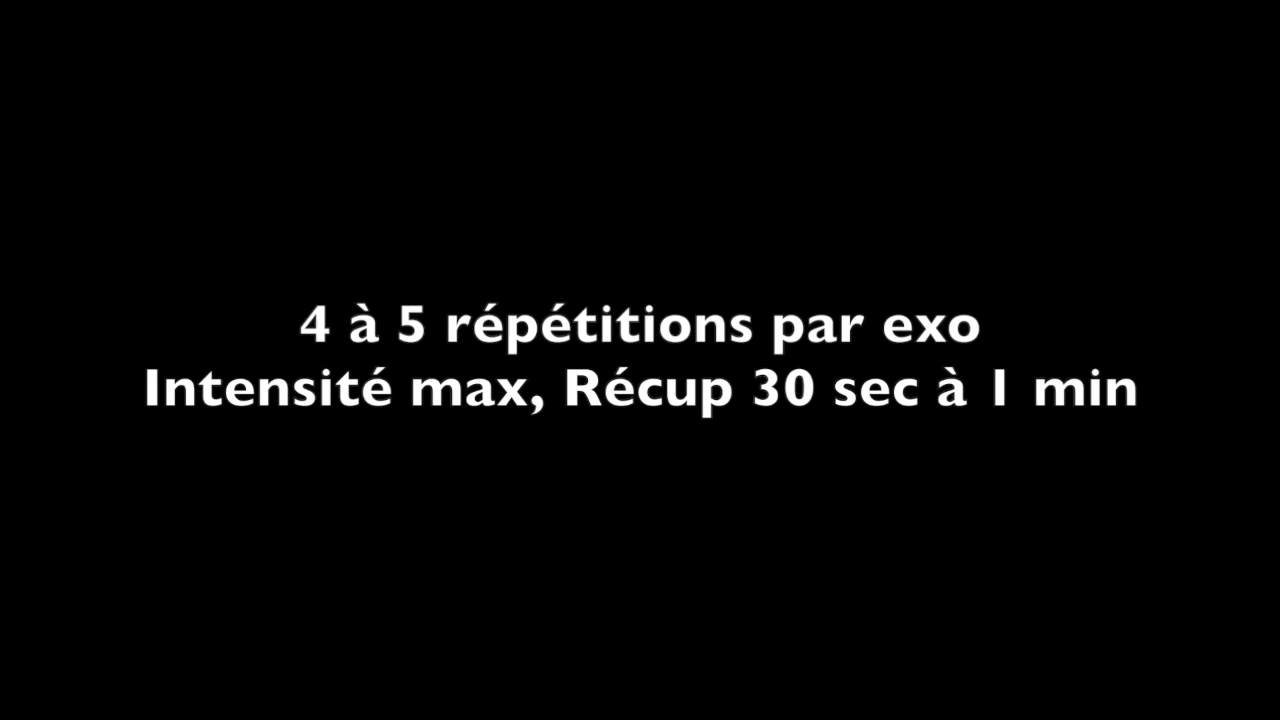 4 à 5 répétitions par exo
Intensité max, Récup 30 sec à 1 min